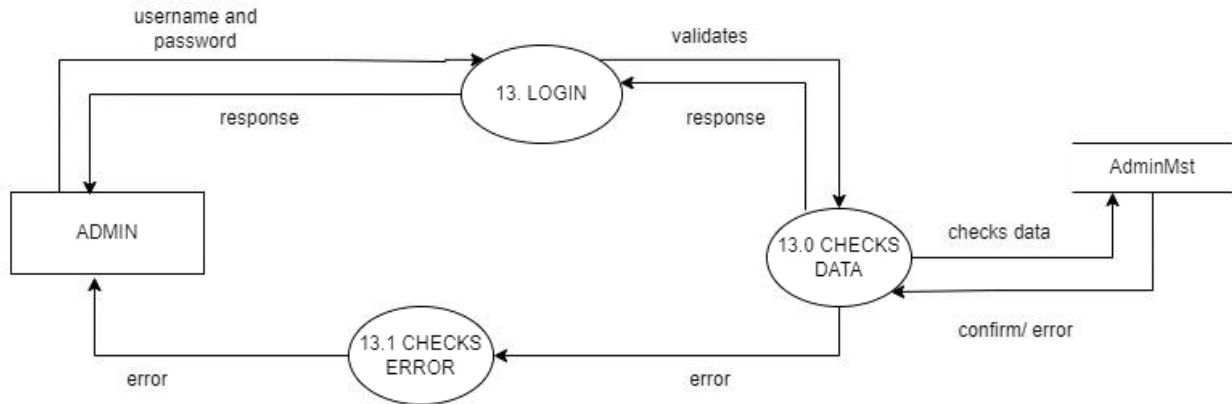 username and
password
validates
13. LOGIN
response
response
AdminMst
ADMIN
checks data
13.0 CHECKS
DATA
confirm/ error
13.1 CHECKS
ERROR
error
error